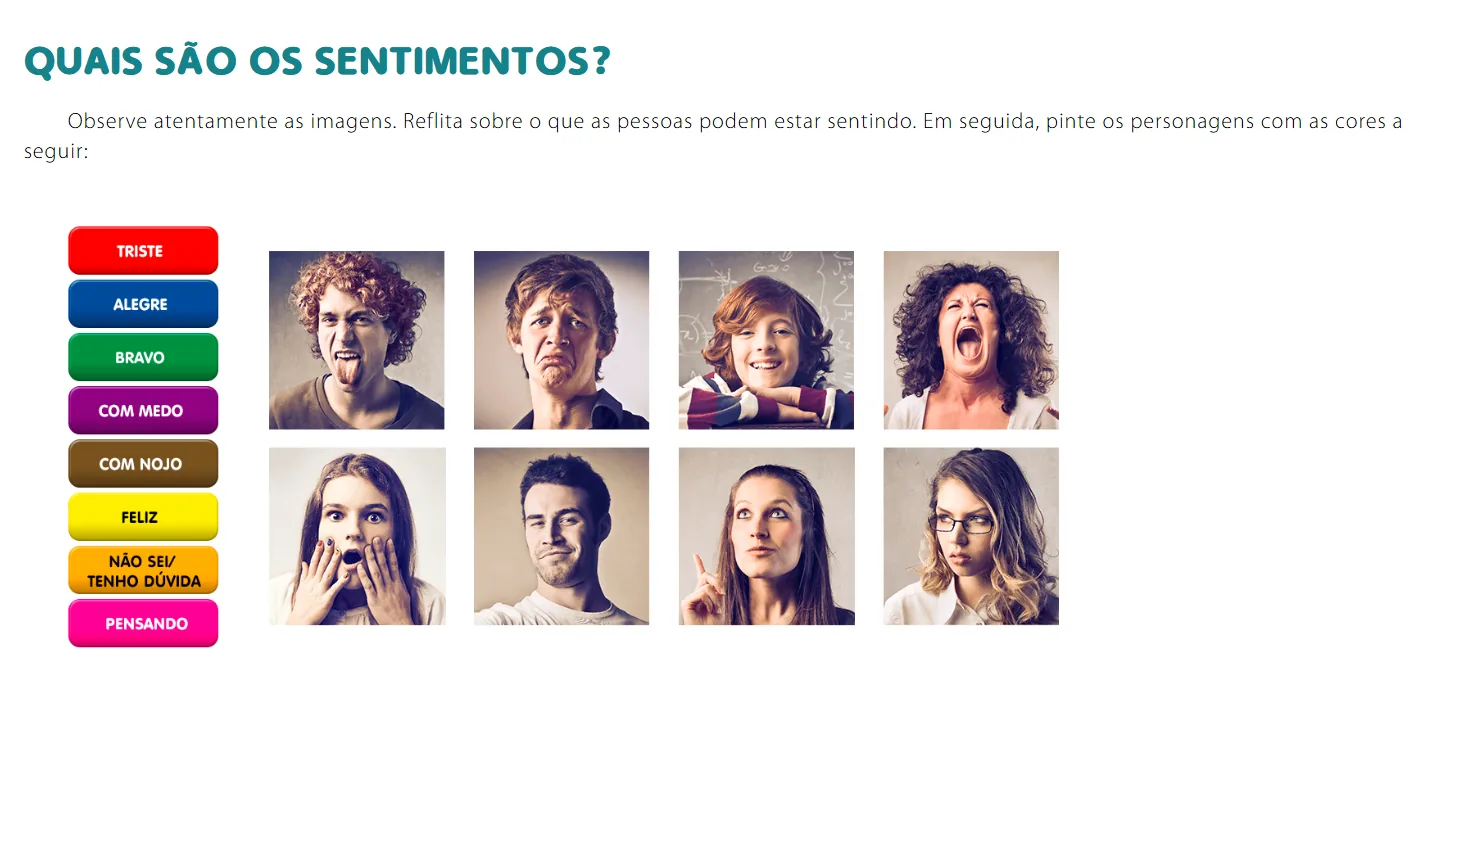 QUAIS SÃO OS SENTIMENTOS?
Observe atentamente as imagens. Reflita sobre o que as pessoas podem estar sentindo. Em seguida, pinte os personagens com as cores a
seguir:
TRISTE
ALEGRE
BRAVO
COM MEDO
COM NOJO
FELIZ
NÃO SEI/
TENHO DÚVIDA
PENSANDO